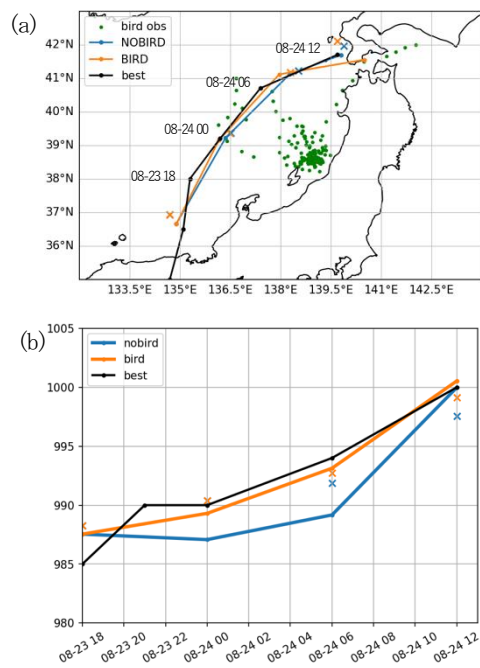 (a)
bird obs
NOBIRD
BIRD
best
08-24 12
08-24 06
08-24 00
08-23 18
42°N
41°N
40°N
39°N
38°N
37°N
36°N
133.5°E 135°E 136.5°E 138°E 139.5°E 141°E 142.5°E
(b)
nobird
bird
best
1005
1000
995
990
985
980
08-23 18 08-23 20 08-23 22 08-24 00 08-24 02 08-24 04 08-24 06 08-24 08 08-24 10 08-24 12